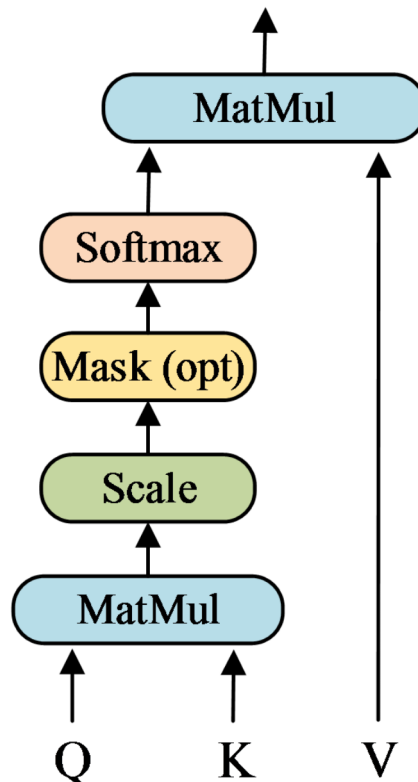 MatMul
Softmax
Mask (opt)
Scale
MatMul
Q K V